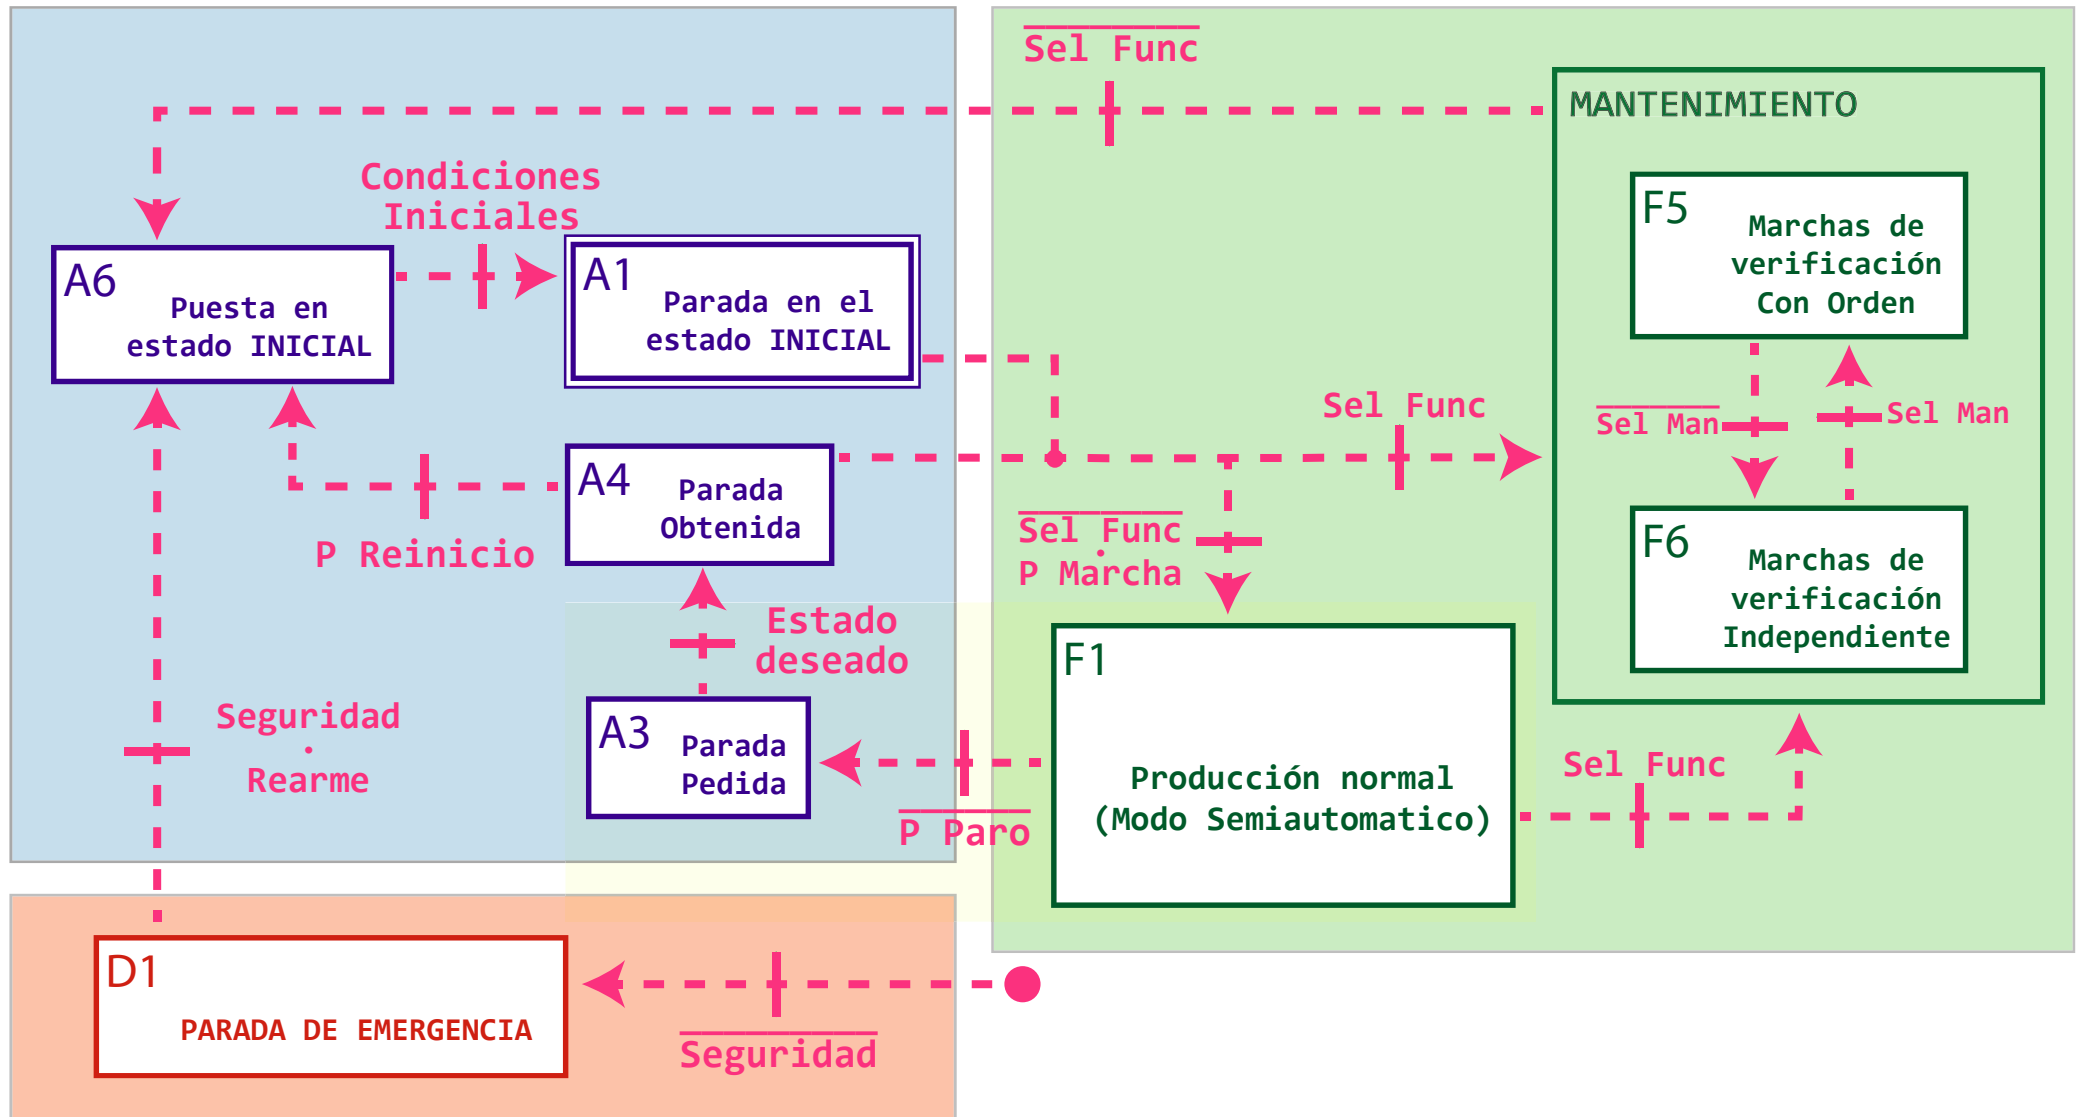 Sel Func
MANTENIMIENTO
Condiciones
Iniciales
A6
Puesta en
estado INICIAL
A1
Parada en el
estado INICIAL
F5
Marchas de
verificación
Con Orden
Sel Func
Sel Man
Sel Man
A4
Parada
Obtenida
P Reinicio
Sel Func
·
P Marcha
F6
Marchas de
verificación
Independiente
Estado
deseado
F1
Producción normal
(Modo Semiautomatico)
Seguridad
·
Rearme
A3
Parada
Pedida
P Paro
Sel Func
D1
PARADA DE EMERGENCIA
Seguridad